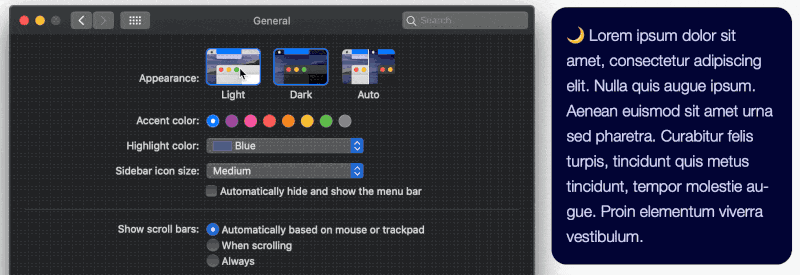 General
Search
Appearance:
Light
Dark
Auto
Accent color:
Highlight color:
Blue
Sidebar icon size:
Medium
Automatically hide and show the menu bar
Show scroll bars:
Automatically based on mouse or trackpad
When scrolling
Always
🌙 Lorem ipsum dolor sit
amet, consectetur adipiscing
elit. Nulla quis augue ipsum.
Aenean euismod sit amet urna
sed pharetra. Curabitur felis
turpis, tincidunt quis metus
tincidunt, tempor molestie au-
gue. Proin elementum viverra
vestibulum.